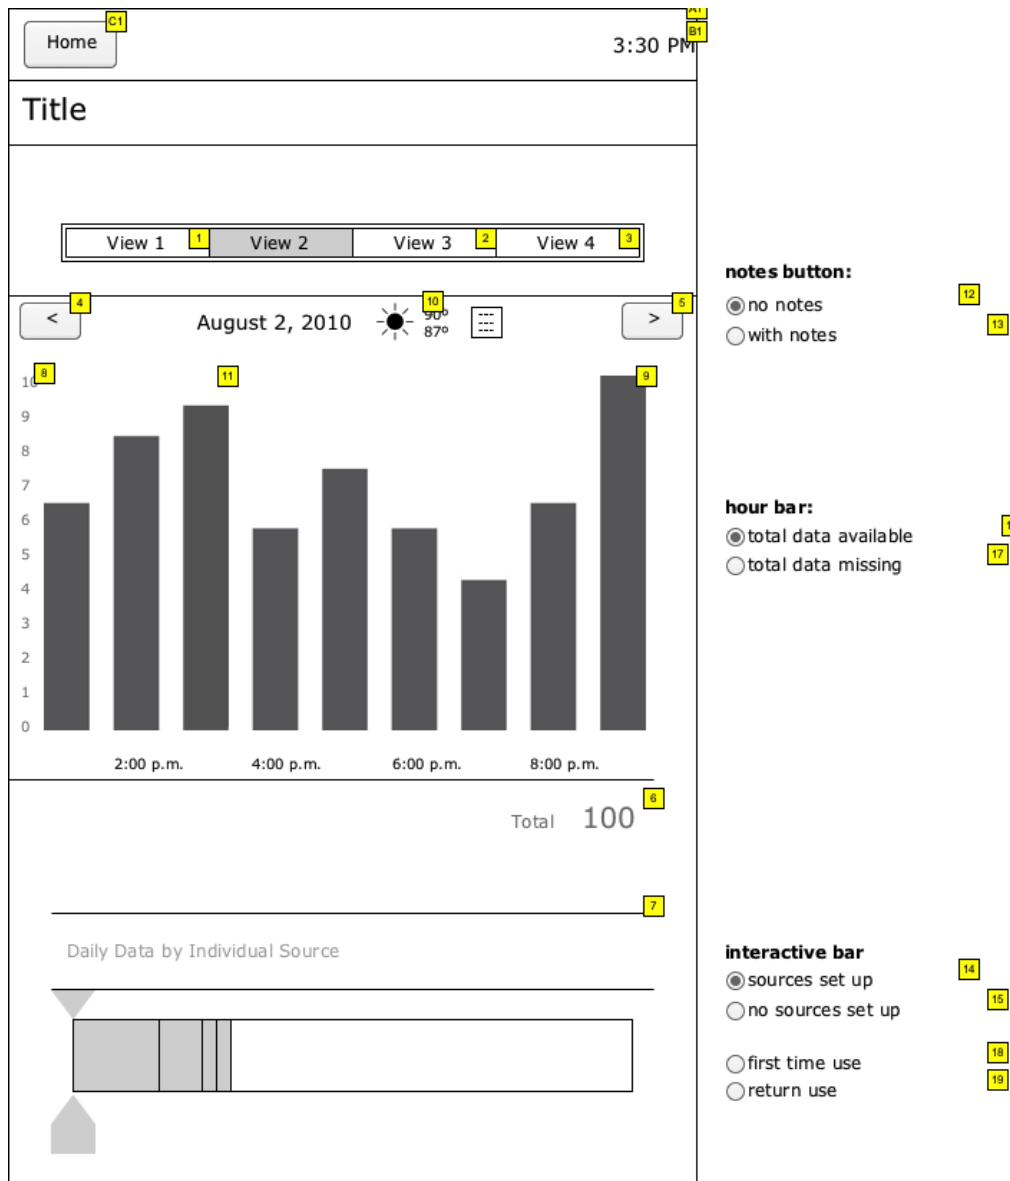 C1
A1
Home
B1
3:30 PM
Title
View 1
1
View 2
View 3
2
View 4
3
<
4
August 2, 2010
10
90°
87°
>
5
8
11
9
10
9
8
7
6
5
4
3
2
1
0
2:00 p.m.
4:00 p.m.
6:00 p.m.
8:00 p.m.
6
Total 100
7
Daily Data by Individual Source
notes button:
no notes
12
with notes
13
hour bar:
total data available
total data missing
17
interactive bar
sources set up
14
no sources set up
15
first time use
18
return use
19